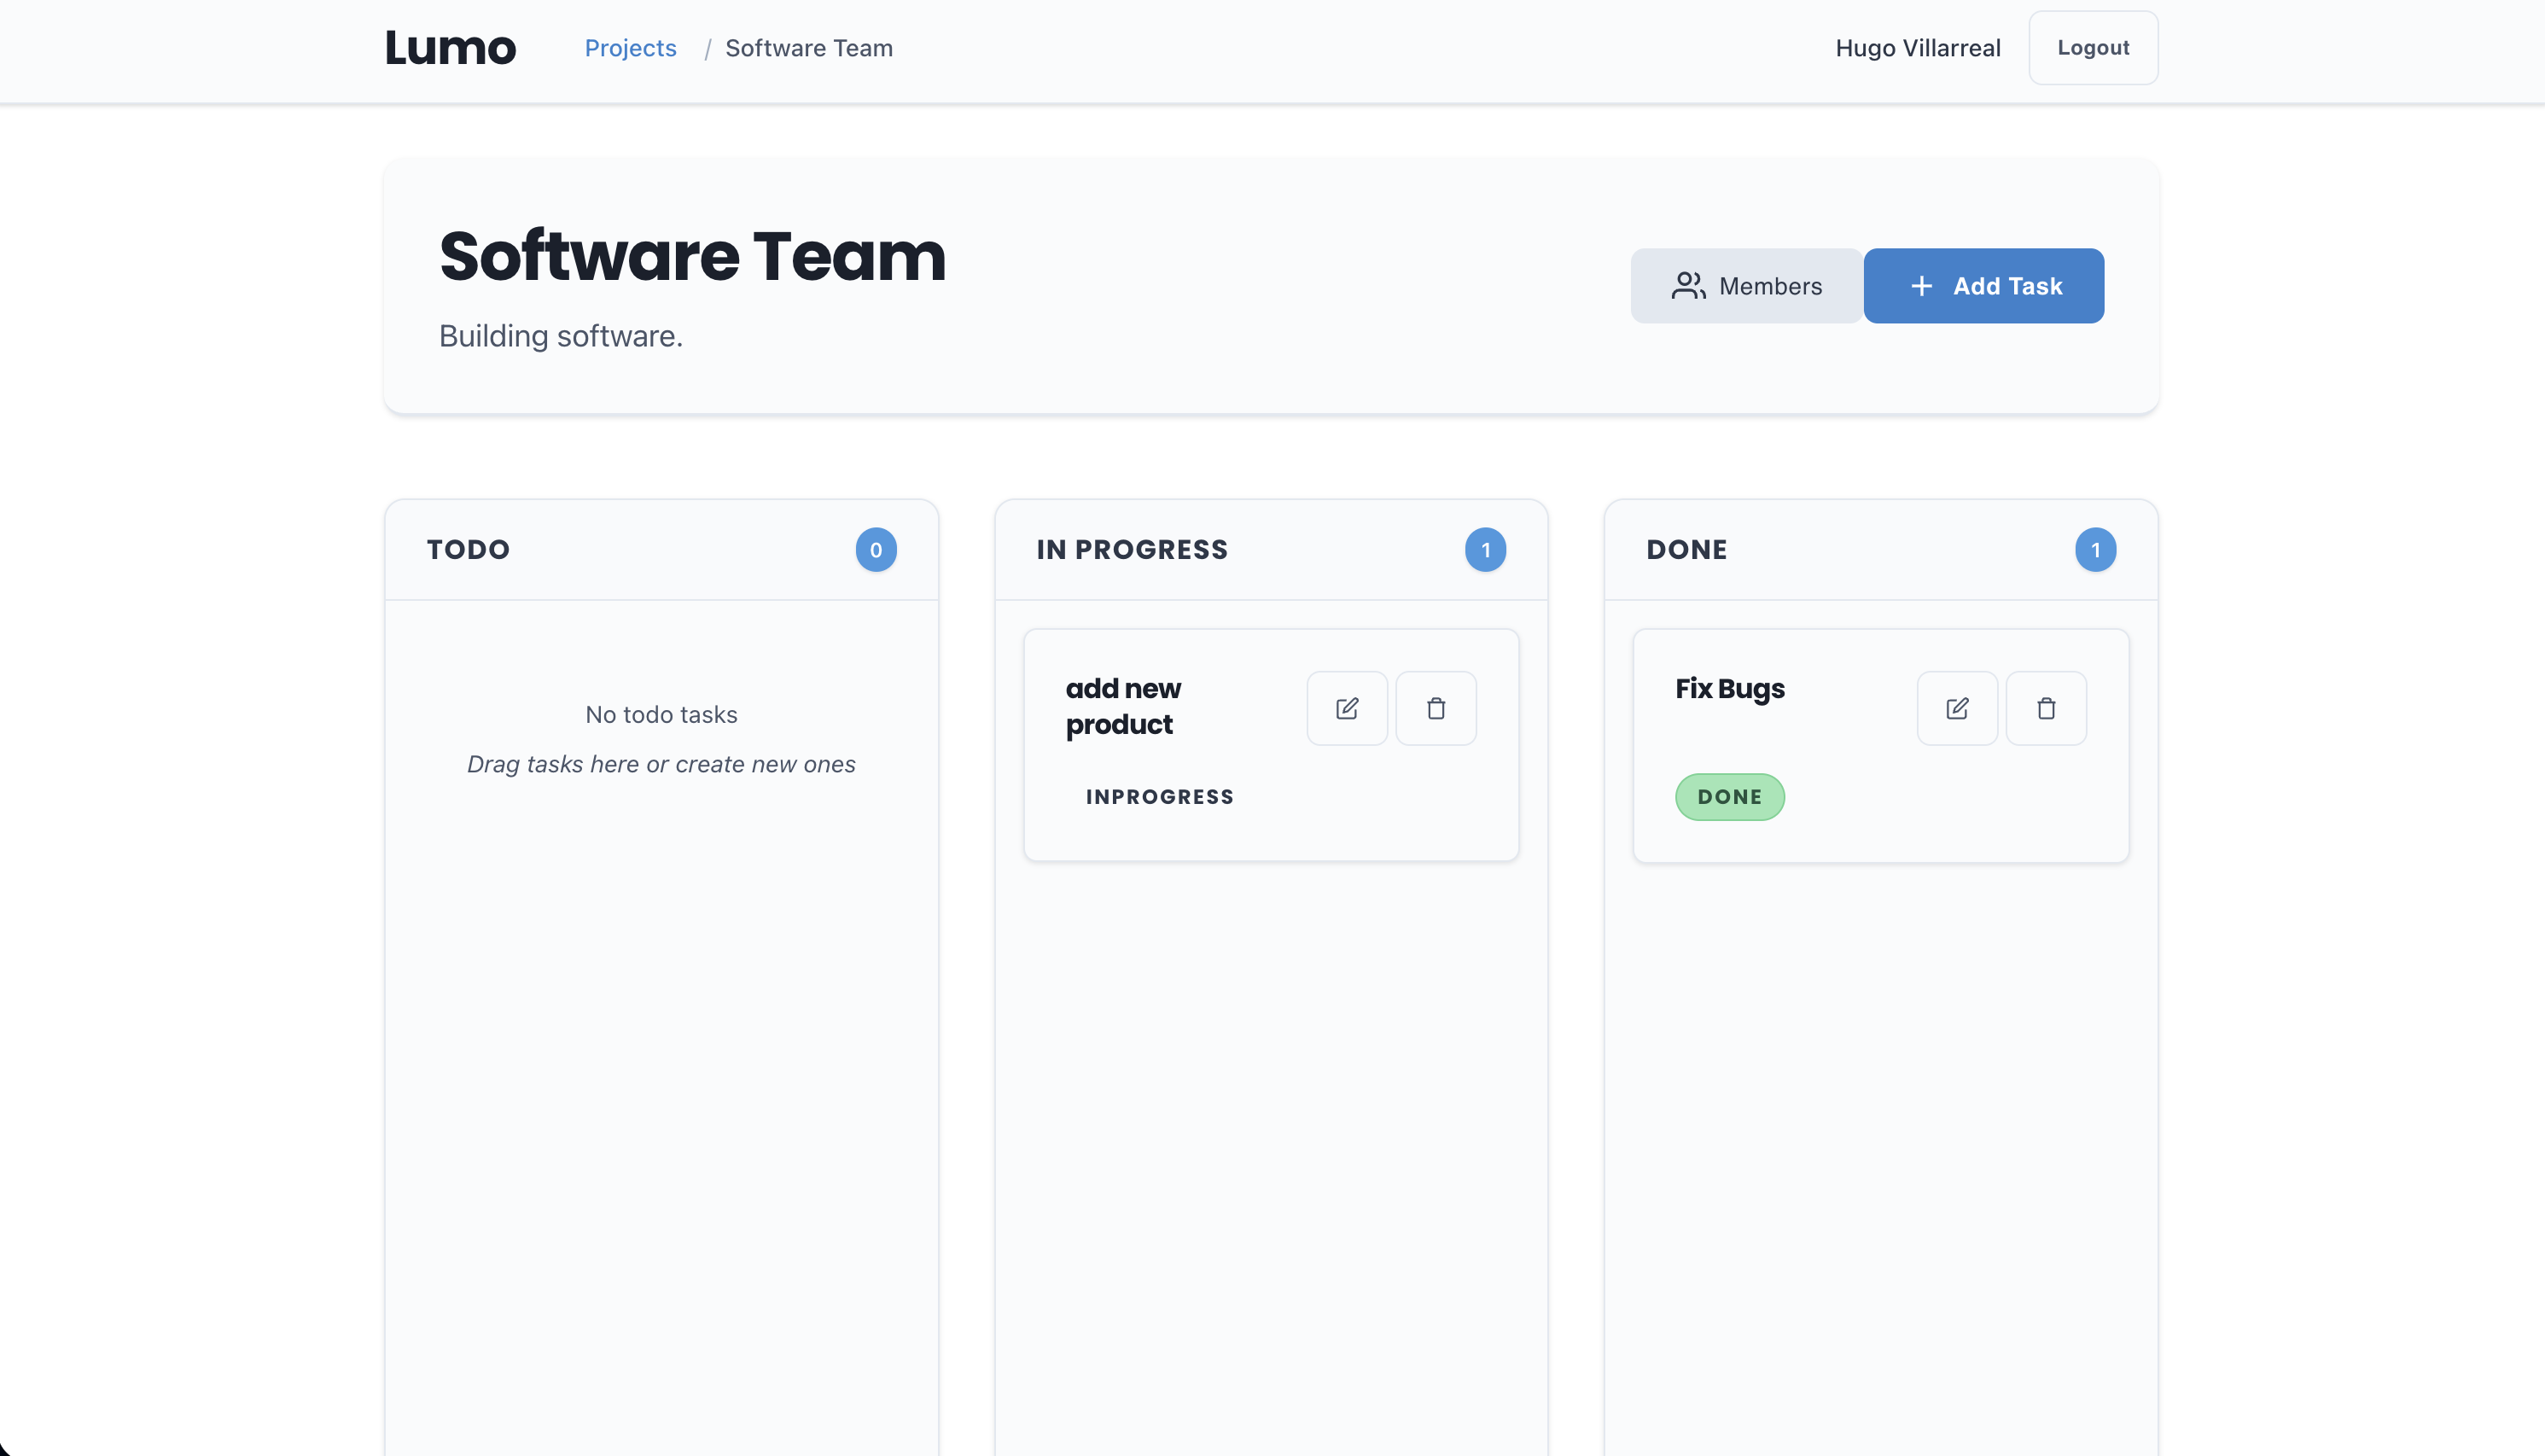 Lumo
Projects / Software Team
Hugo Villarreal
Logout
Software Team
Building software.
Members
+ Add Task
TODO
0
No todo tasks
Drag tasks here or create new ones
IN PROGRESS
1
add new
product
INPROGRESS
DONE
1
Fix Bugs
DONE